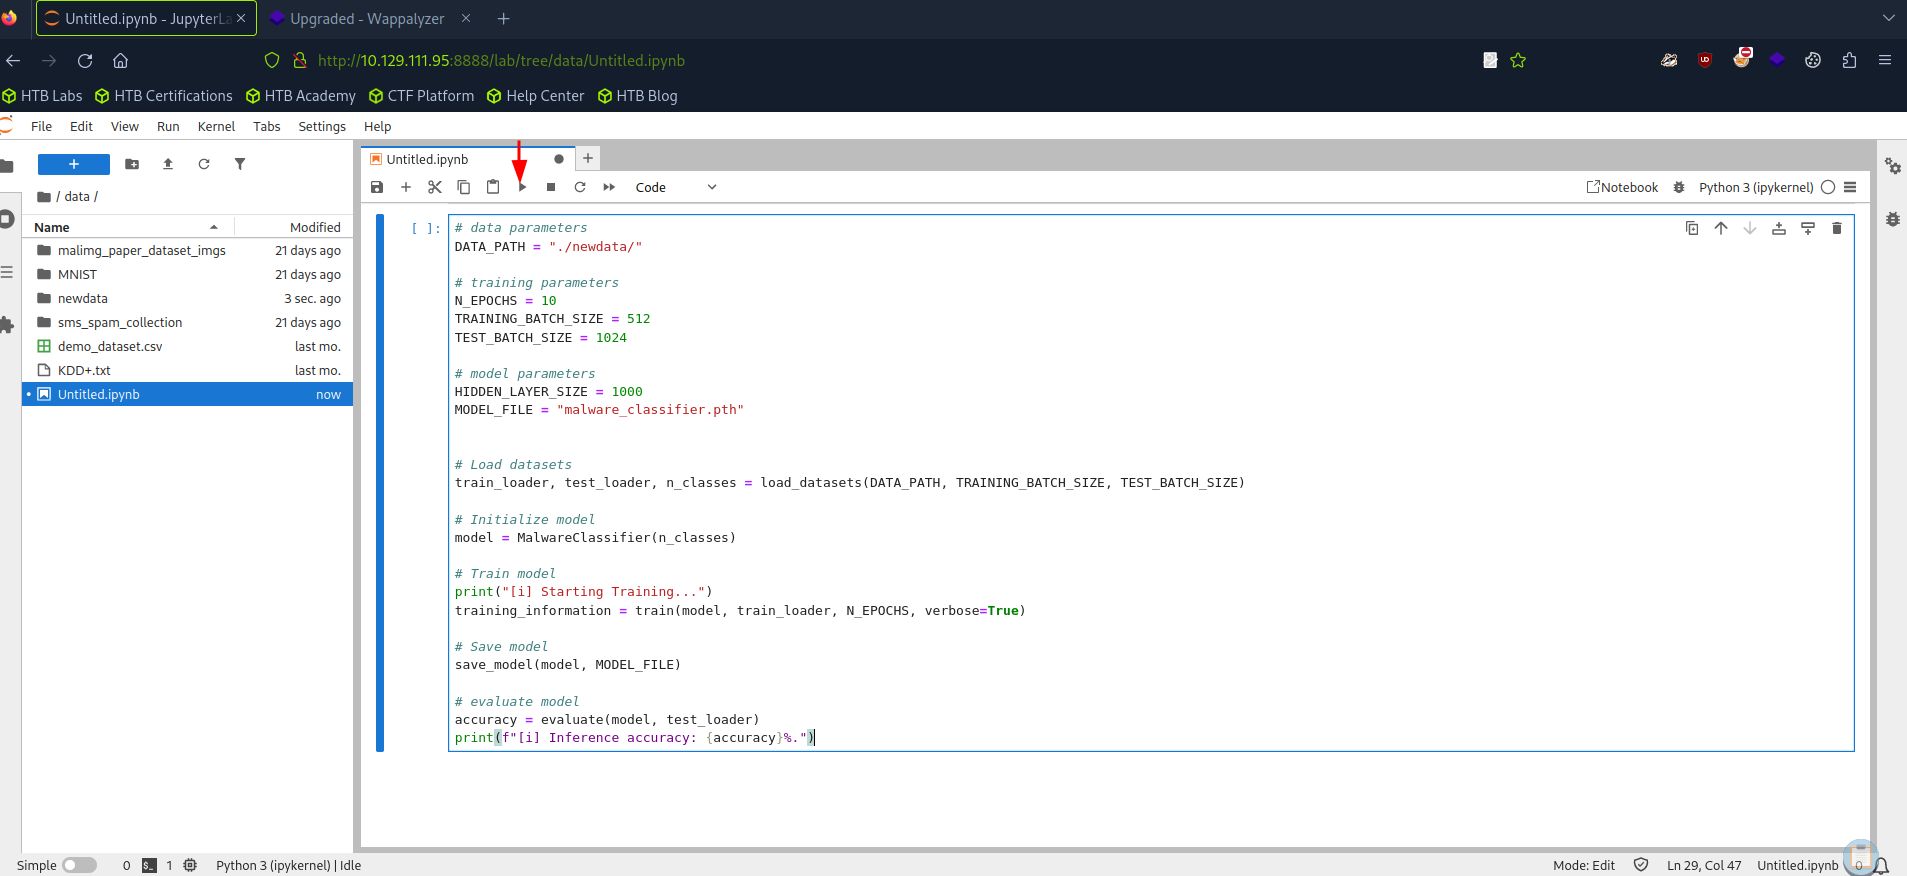 Untitled.ipynb - JupyterLa
Upgraded - Wappalyzer
http://10.129.111.95:8888/lab/tree/data/Untitled.ipynb
HTB Labs HTB Certifications HTB Academy CTF Platform Help Center HTB Blog
File Edit View Run Kernel Tabs Settings Help
/ data /
Name Modified
malimg_paper_dataset_imgs 21 days ago
MNIST 21 days ago
newdata 3 sec. ago
sms_spam_collection 21 days ago
demo_dataset.csv last mo.
KDD+.txt last mo.
Untitled.ipynb now
Untitled.ipynb
Code
Notebook Python 3 (ipykernel)
[ ]:
# data parameters
DATA_PATH = "./newdata/"
# training parameters
N_EPOCHS = 10
TRAINING_BATCH_SIZE = 512
TEST_BATCH_SIZE = 1024
# model parameters
HIDDEN_LAYER_SIZE = 1000
MODEL_FILE = "malware_classifier.pth"
# Load datasets
train_loader, test_loader, n_classes = load_datasets(DATA_PATH, TRAINING_BATCH_SIZE, TEST_BATCH_SIZE)
# Initialize model
model = MalwareClassifier(n_classes)
# Train model
print("[i] Starting Training...")
training_information = train(model, train_loader, N_EPOCHS, verbose=True)
# Save model
save_model(model, MODEL_FILE)
# evaluate model
accuracy = evaluate(model, test_loader)
print(f"[i] Inference accuracy: {accuracy}%.")
Simple 0 1 Python 3 (ipykernel) | Idle
Mode: Edit Ln 29, Col 47 Untitled.ipynb 0